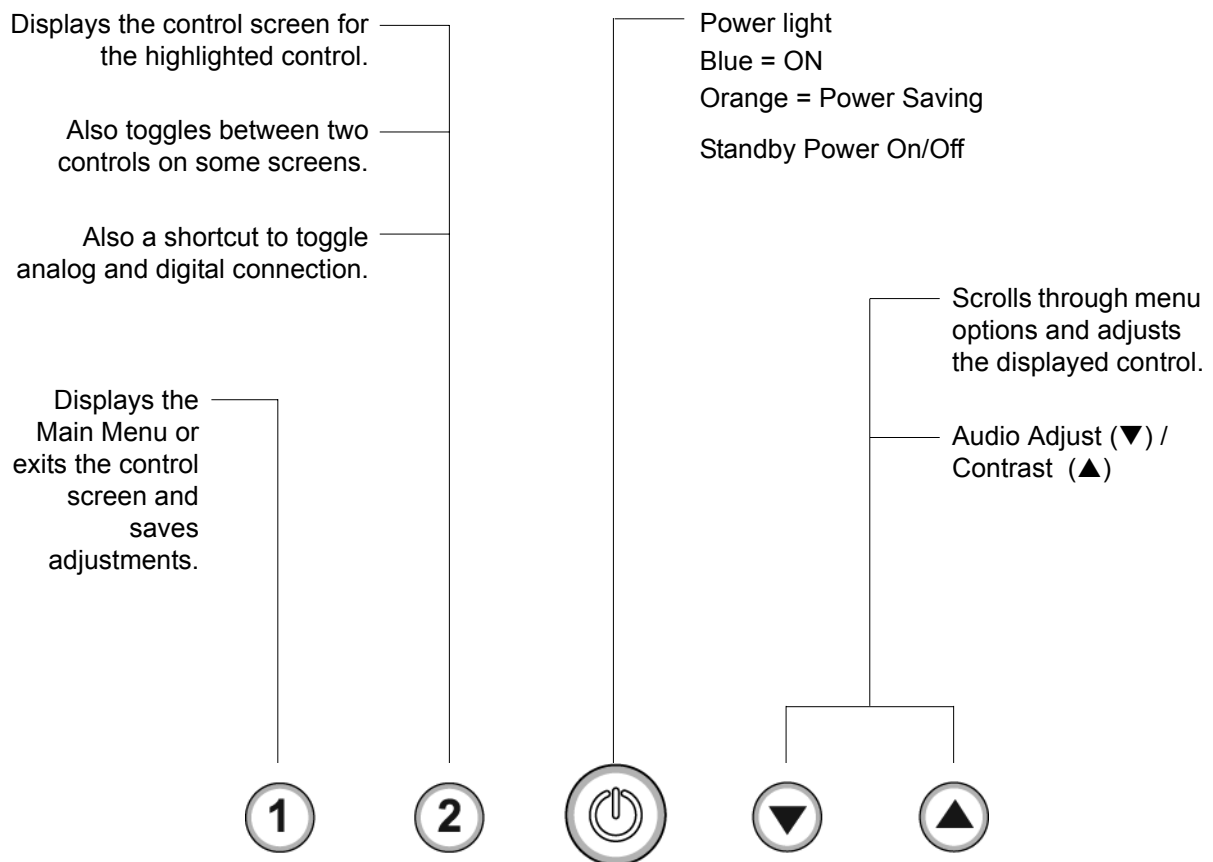 Displays the control screen for
the highlighted control.
Also toggles between two
controls on some screens.
Also a shortcut to toggle
analog and digital connection.
Displays the
Main Menu or
exits the control
screen and
saves
adjustments.
Power light
Blue = ON
Orange = Power Saving
Standby Power On/Off
Scrolls through menu
options and adjusts
the displayed control.
Audio Adjust (▼) /
Contrast (▲)
1
2